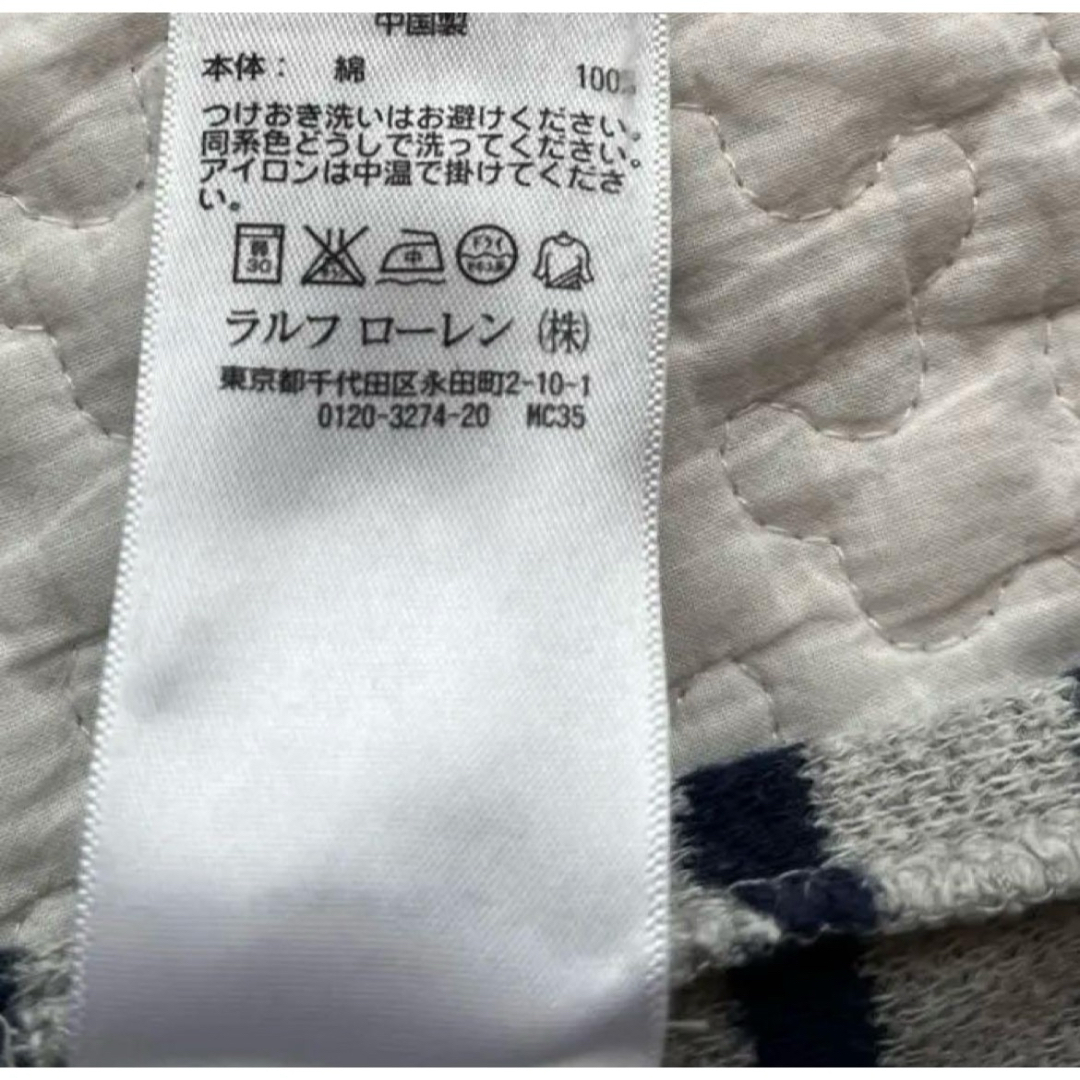 中国製
本体： 綿 100%
つけおき洗いはお避けください。
同系色どうしで洗ってください。
アイロンは中温で掛けてくださ
い。
弱 30 中 ドライ
ラルフ ローレン ㈱
東京都千代田区永田町2-10-1
0120-3274-20 MC35